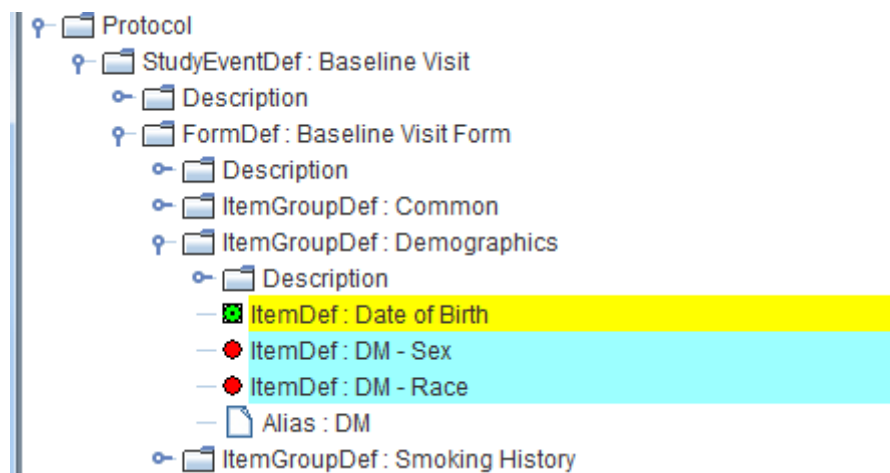 Protocol
StudyEventDef : Baseline Visit
Description
FormDef : Baseline Visit Form
Description
ItemGroupDef : Common
ItemGroupDef : Demographics
Description
ItemDef : Date of Birth
ItemDef : DM - Sex
ItemDef : DM - Race
Alias : DM
ItemGroupDef : Smoking History